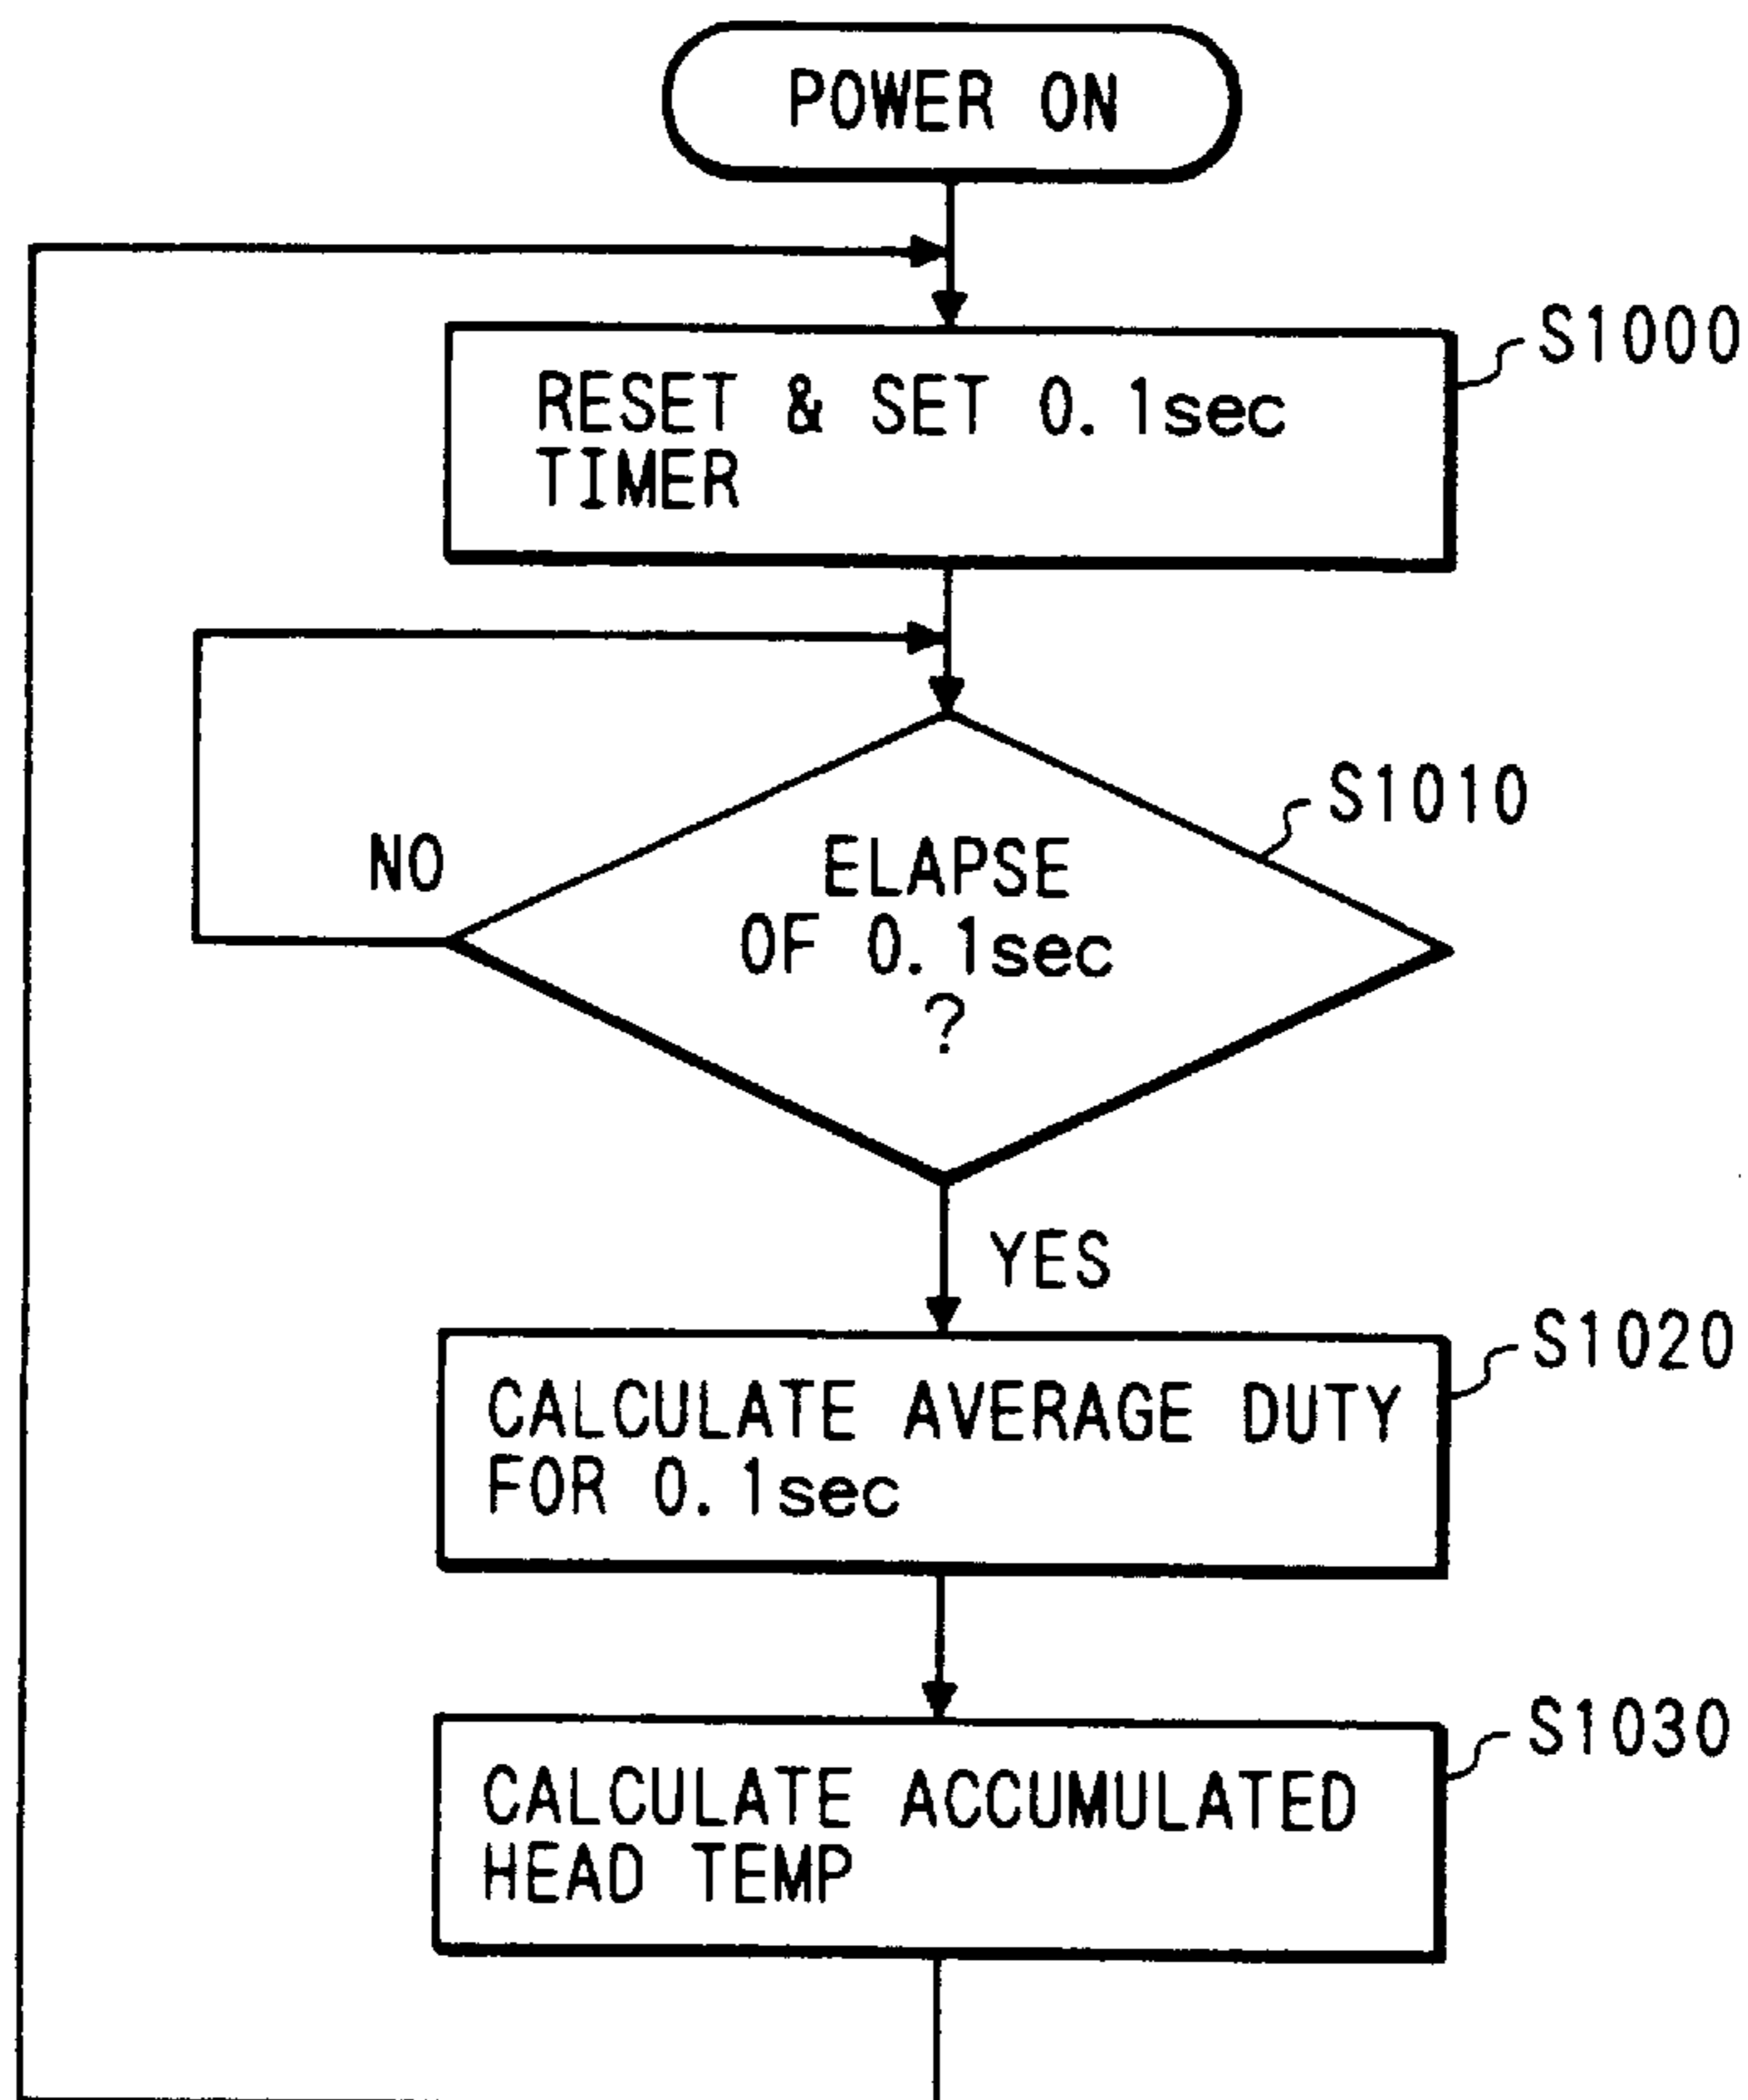 POWER ON
S1000
RESET & SET 0.1sec
TIMER
S1010
NO
ELAPSE
OF 0.1sec
?
YES
S1020
CALCULATE AVERAGE DUTY
FOR 0.1sec
S1030
CALCULATE ACCUMULATED
HEAD TEMP